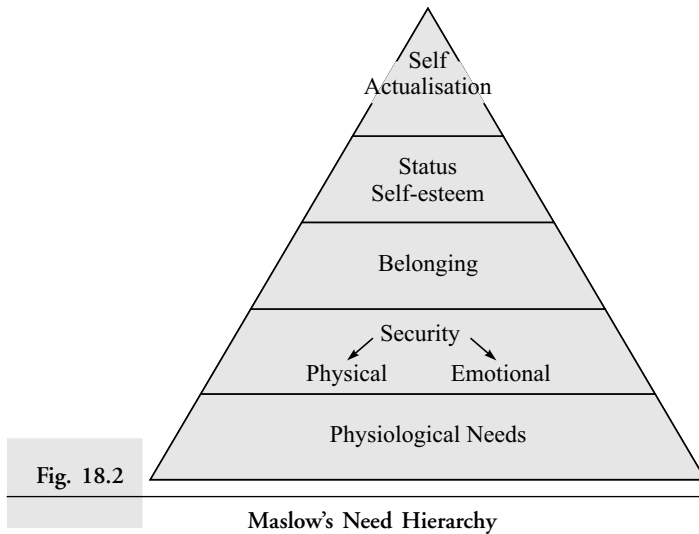 Self
Actualisation
Status
Self-esteem
Belonging
Security
Physical Emotional
Physiological Needs
Fig. 18.2
Maslow's Need Hierarchy